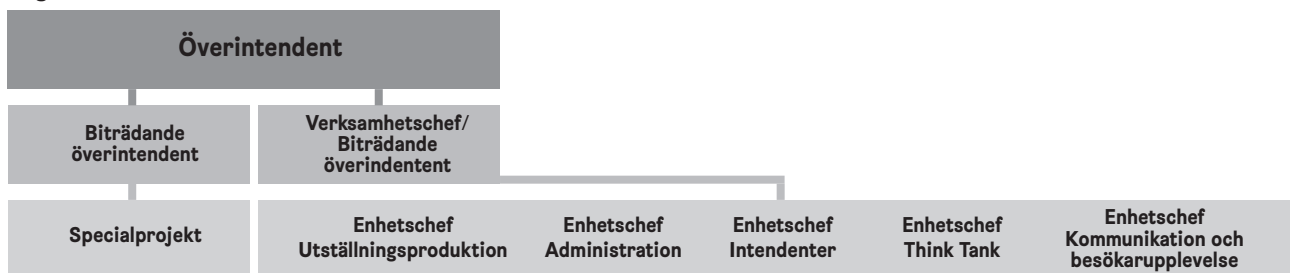 Överintendent
Biträdande
överintendent
Verksamhetschef/
Biträdande
överindentent
Specialprojekt
Enhetschef
Utställningsproduktion
Enhetschef
Administration
Enhetschef
Intendenter
Enhetschef
Think Tank
Enhetschef
Kommunikation och
besökarupplevelse